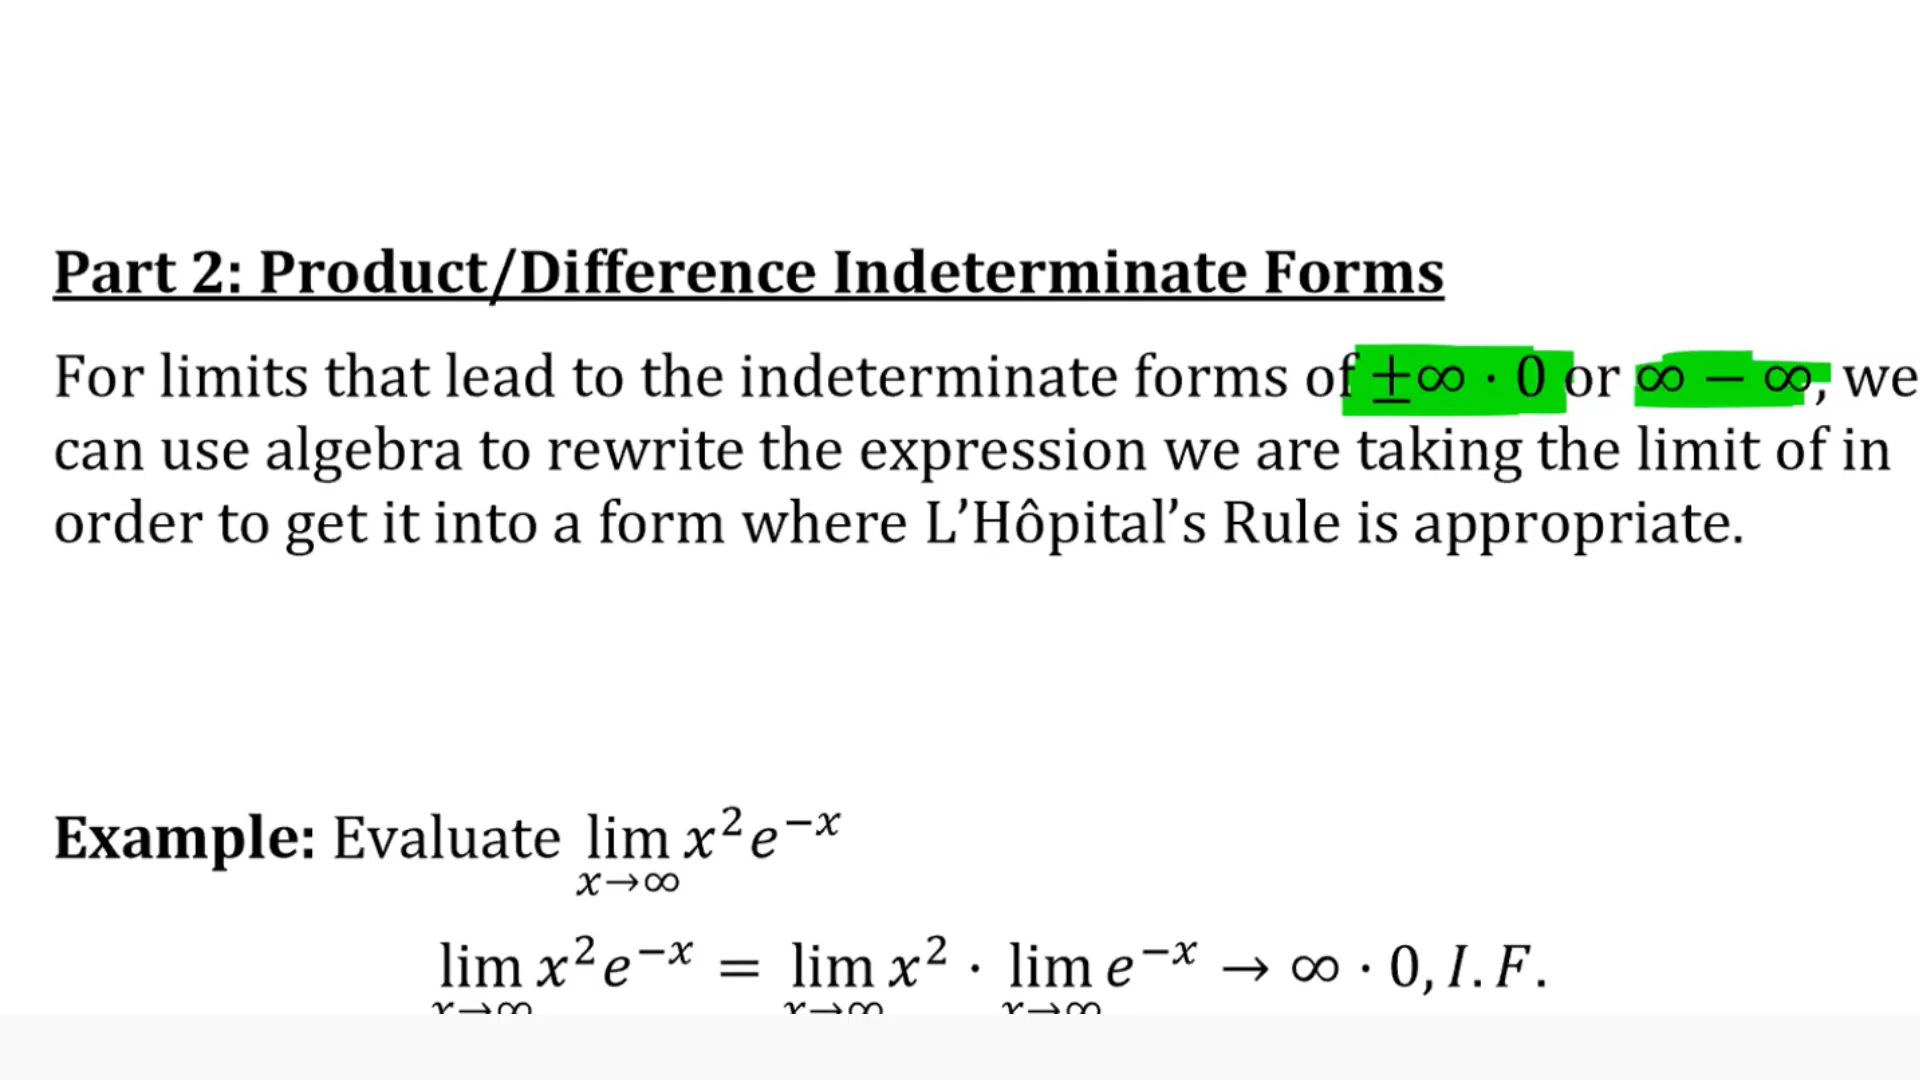 Part 2: Product/Difference Indeterminate Forms
For limits that lead to the indeterminate forms of ±∞ · 0 or ∞ − ∞, we
can use algebra to rewrite the expression we are taking the limit of in
order to get it into a form where L’Hôpital’s Rule is appropriate.
Example: Evaluate lim x²e⁻ˣ
x→∞
lim x²e⁻ˣ = lim x² · lim e⁻ˣ → ∞ · 0, I. F.
x→∞ x→∞ x→∞